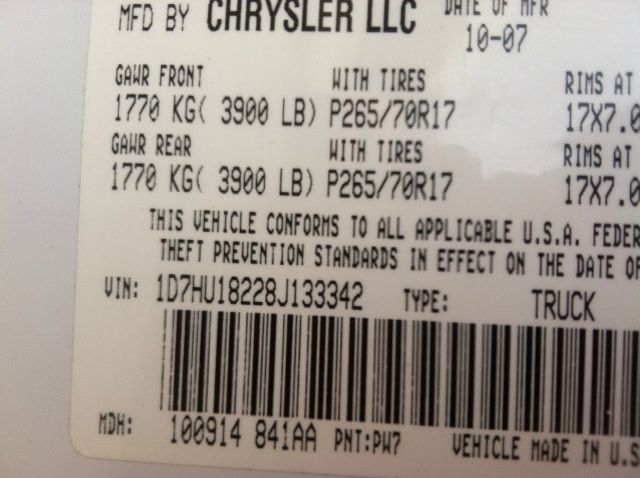 MFD BY CHRYSLER LLC DATE OF MFR
10-07
GAWR FRONT WITH TIRES RIMS AT
1770 KG( 3900 LB) P265/70R17 17X7.0
GAWR REAR WITH TIRES RIMS AT
1770 KG( 3900 LB) P265/70R17 17X7.0
THIS VEHICLE CONFORMS TO ALL APPLICABLE U.S.A. FEDER
THEFT PREVENTION STANDARDS IN EFFECT ON THE DATE OF
VIN: 1D7HU18228J133342 TYPE: TRUCK
MDH: 100914 841AA PNT:PW7 VEHICLE MADE IN U.S